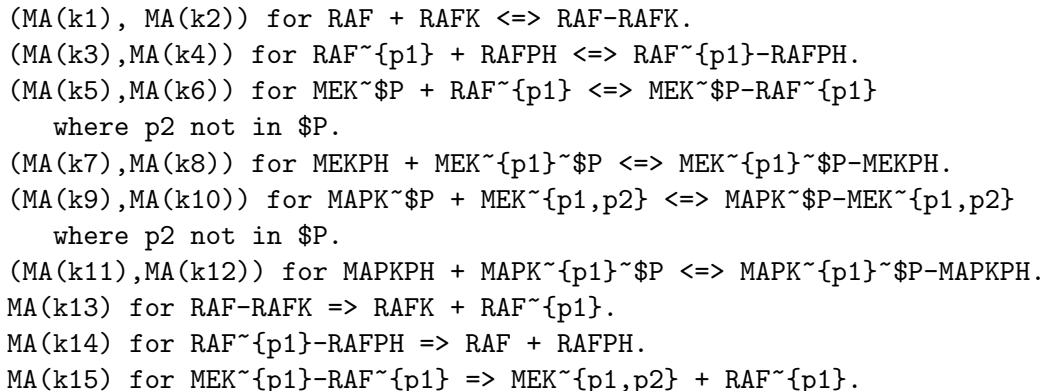 (MA(k1), MA(k2)) for RAF + RAFK <=> RAF-RAFK.
(MA(k3),MA(k4)) for RAF~{p1} + RAFPH <=> RAF~{p1}-RAFPH.
(MA(k5),MA(k6)) for MEK~$P + RAF~{p1} <=> MEK~$P-RAF~{p1}
   where p2 not in $P.
(MA(k7),MA(k8)) for MEKPH + MEK~{p1}~$P <=> MEK~{p1}~$P-MEKPH.
(MA(k9),MA(k10)) for MAPK~$P + MEK~{p1,p2} <=> MAPK~$P-MEK~{p1,p2}
   where p2 not in $P.
(MA(k11),MA(k12)) for MAPKPH + MAPK~{p1}~$P <=> MAPK~{p1}~$P-MAPKPH.
MA(k13) for RAF-RAFK => RAFK + RAF~{p1}.
MA(k14) for RAF~{p1}-RAFPH => RAF + RAFPH.
MA(k15) for MEK~{p1}-RAF~{p1} => MEK~{p1,p2} + RAF~{p1}.